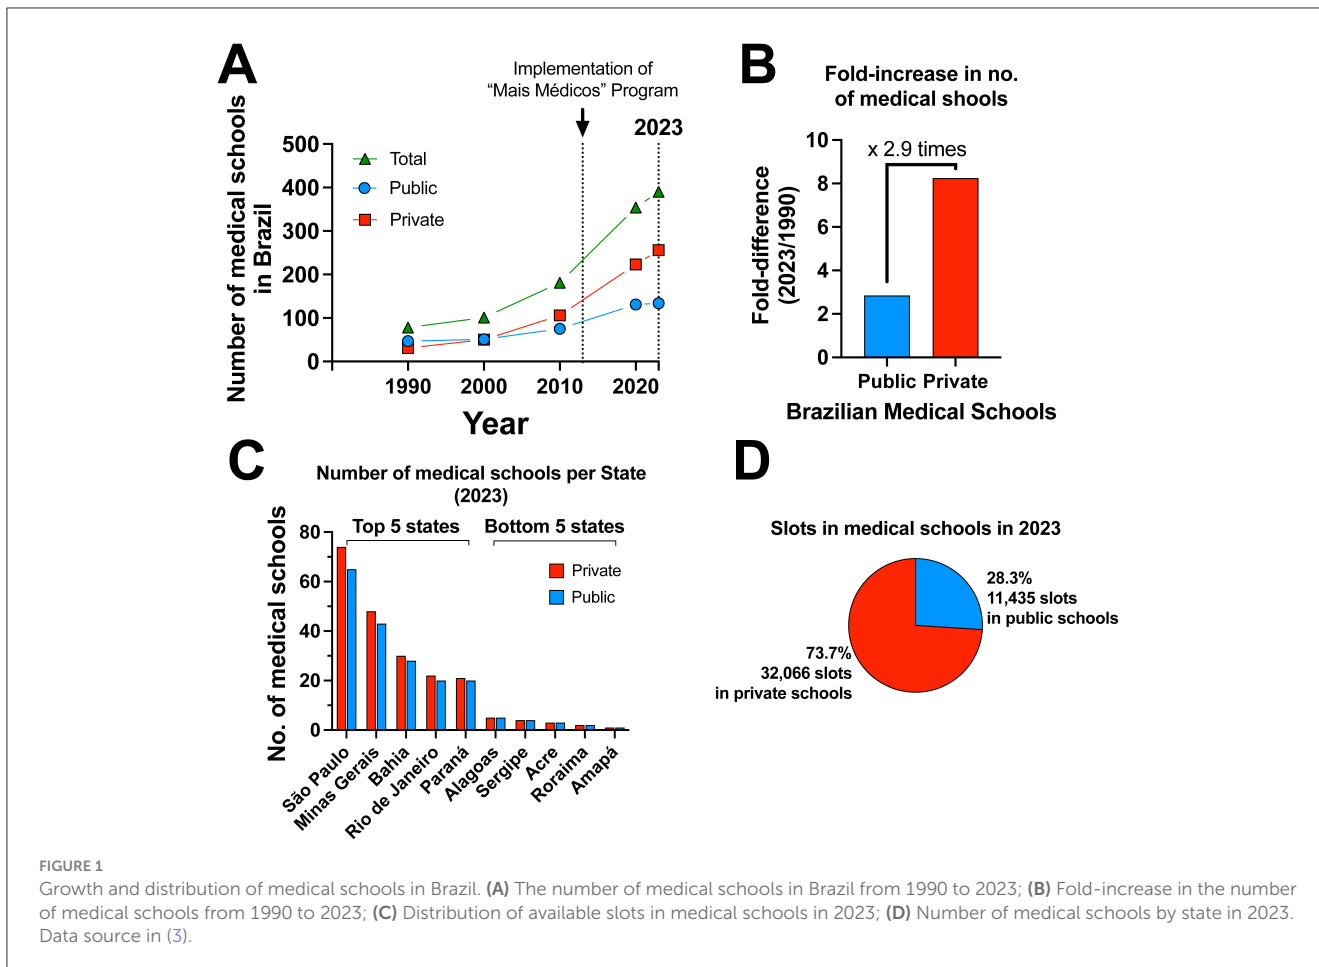 A
Implementation of
“Mais Médicos” Program
2023
Number of medical schools
in Brazil
500
400
300
200
100
0
Total
Public
Private
1990
2000
2010
2020
Year
B
Fold-increase in no.
of medical shools
x 2.9 times
Fold-difference
(2023/1990)
10
8
6
4
2
0
Public Private
Brazilian Medical Schools
C
Number of medical schools per State
(2023)
Top 5 states
Bottom 5 states
No. of medical schools
80
60
40
20
0
Private
Public
São Paulo
Minas Gerais
Bahia
Rio de Janeiro
Paraná
Alagoas
Sergipe
Acre
Roraima
Amapá
D
Slots in medical schools in 2023
28.3%
11,435 slots
in public schools
73.7%
32,066 slots
in private schools
FIGURE 1
Growth and distribution of medical schools in Brazil. (A) The number of medical schools in Brazil from 1990 to 2023; (B) Fold-increase in the number
of medical schools from 1990 to 2023; (C) Distribution of available slots in medical schools in 2023; (D) Number of medical schools by state in 2023.
Data source in (3).